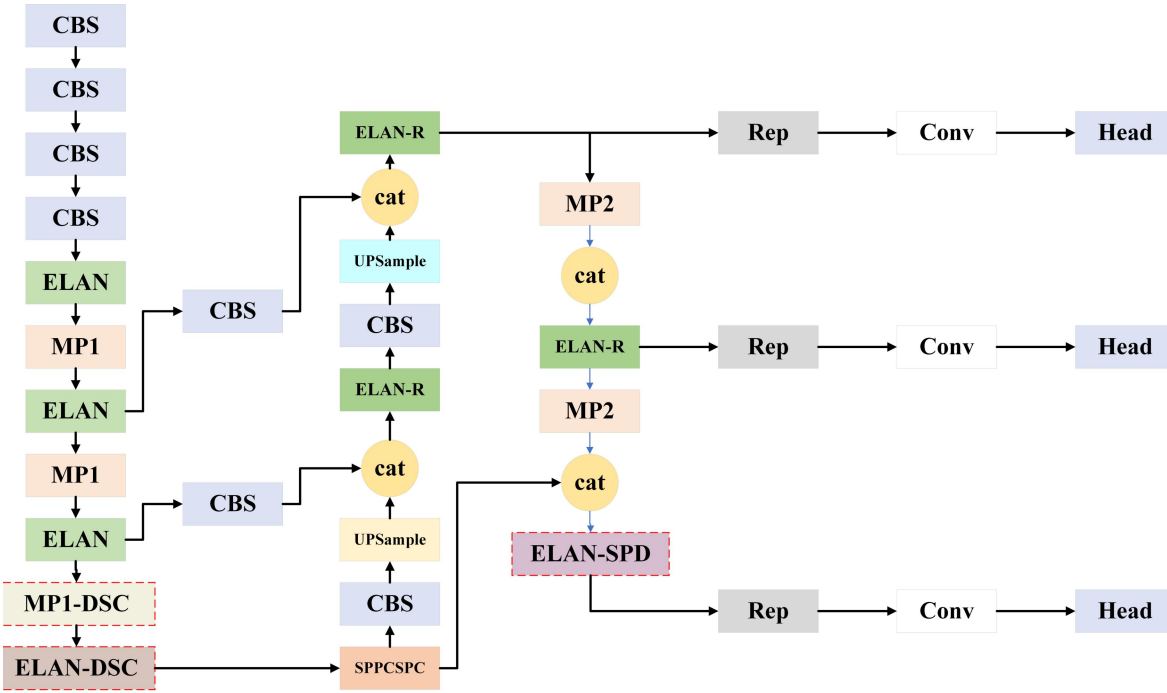 CBS
CBS
CBS
CBS
ELAN
MP1
ELAN
MP1
ELAN
MP1-DSC
ELAN-DSC
CBS
CBS
ELAN-R
cat
UPSample
CBS
ELAN-R
cat
UPSample
CBS
SPPCSPC
MP2
cat
ELAN-R
MP2
cat
ELAN-SPD
Rep
Conv
Head
Rep
Conv
Head
Rep
Conv
Head